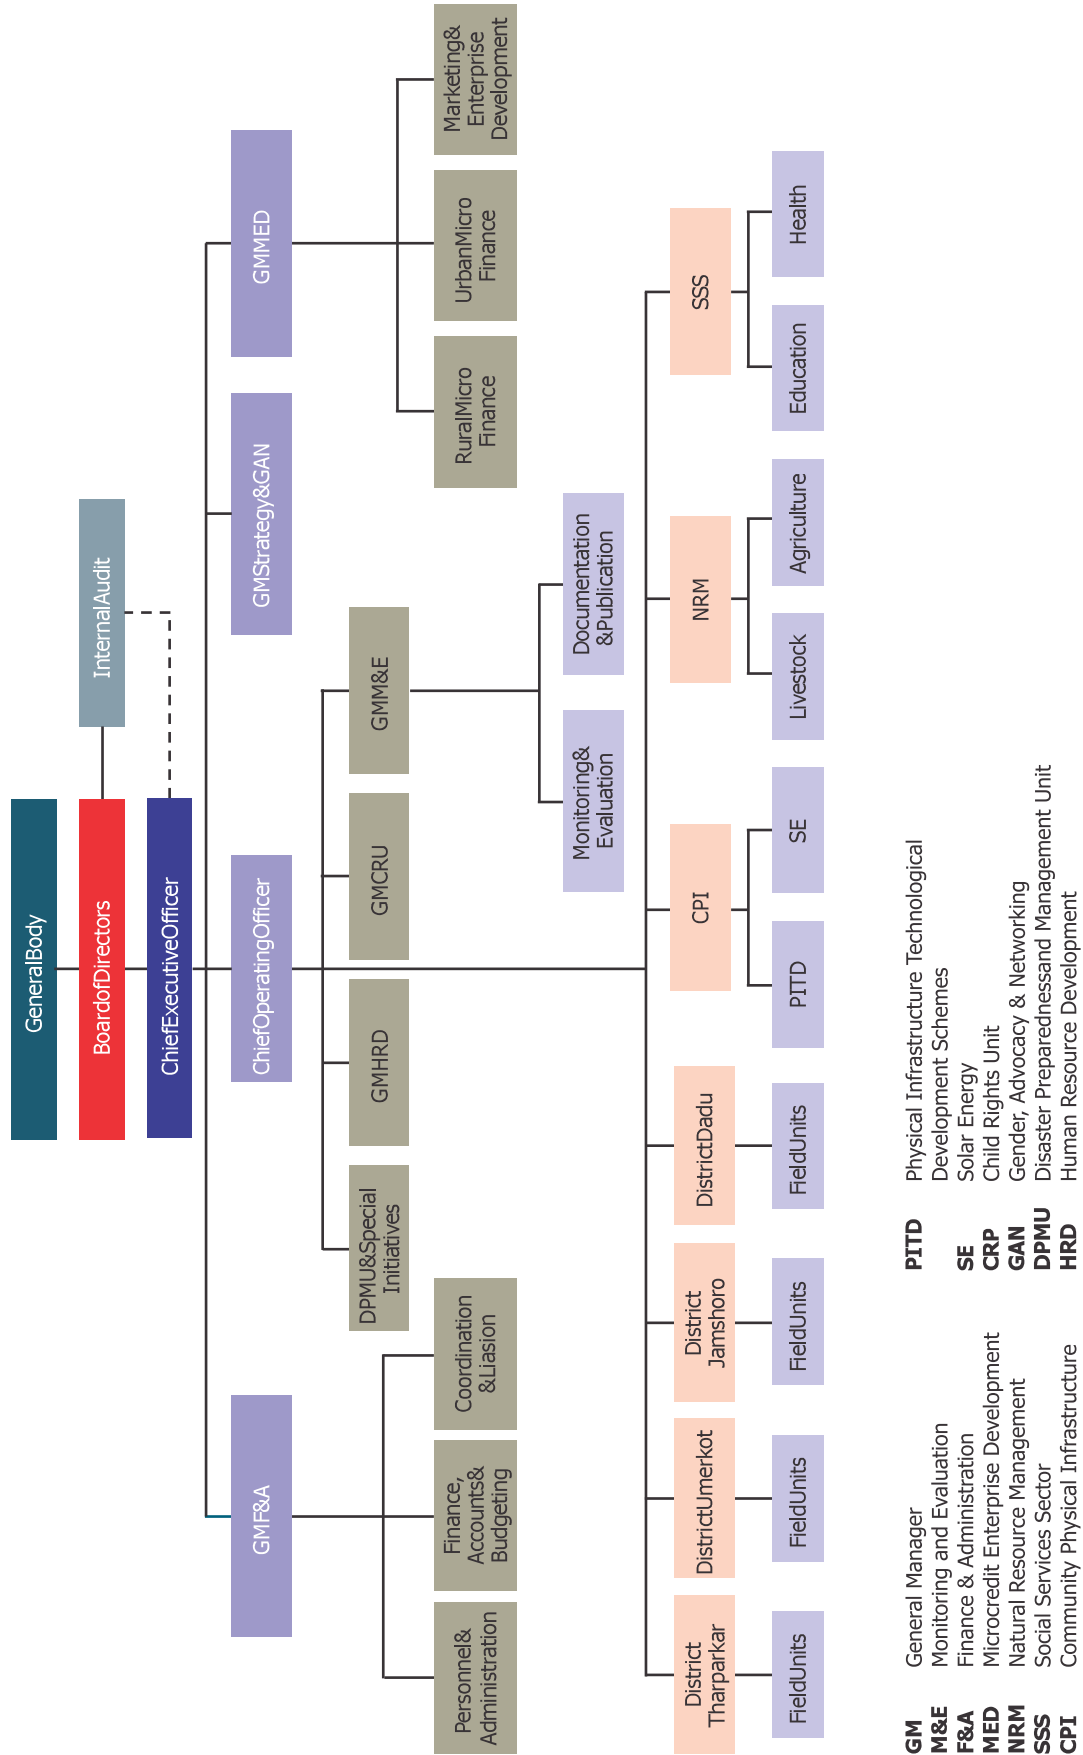 GeneralBody
BoardofDirectors
InternalAudit
ChiefExecutiveOfficer
GMF&A
ChiefOperatingOfficer
GMStrategy&GAN
GMMED
DPMU&Special
Initiatives
GMHRD
GMCRU
GMM&E
Personnel&
Administration
Finance,
Accounts&
Budgeting
Coordination
&Liasion
RuralMicro
Finance
UrbanMicro
Finance
Marketing&
Enterprise
Development
Monitoring&
Evaluation
Documentation
&Publication
District
Tharparkar
DistrictUmerkot
District
Jamshoro
DistrictDadu
CPI
NRM
SSS
FieldUnits
FieldUnits
FieldUnits
FieldUnits
PITD
SE
Livestock
Agriculture
Education
Health
GM General Manager
M&E Monitoring and Evaluation
F&A Finance & Administration
MED Microcredit Enterprise Development
NRM Natural Resource Management
SSS Social Services Sector
CPI Community Physical Infrastructure
PITD Physical Infrastructure Technological
Development Schemes
SE Solar Energy
CRP Child Rights Unit
GAN Gender, Advocacy & Networking
DPMU Disaster Preparednessand Management Unit
HRD Human Resource Development